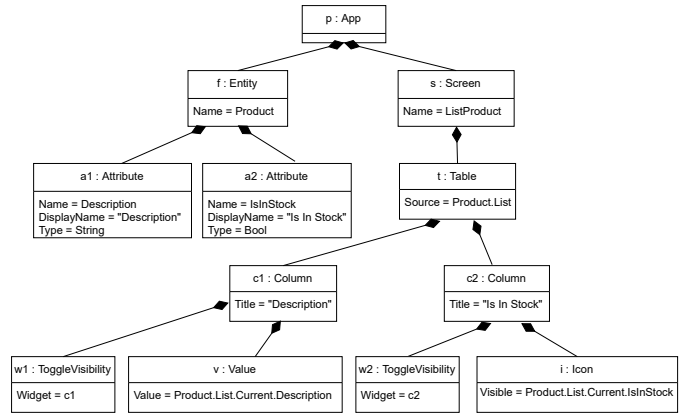 p : App
f : Entity
Name = Product
s : Screen
Name = ListProduct
a1 : Attribute
Name = Description
DisplayName = "Description"
Type = String
a2 : Attribute
Name = IsInStock
DisplayName = "Is In Stock"
Type = Bool
t : Table
Source = Product.List
c1 : Column
Title = "Description"
c2 : Column
Title = "Is In Stock"
w1 : ToggleVisibility
Widget = c1
v : Value
Value = Product.List.Current.Description
w2 : ToggleVisibility
Widget = c2
i : Icon
Visible = Product.List.Current.IsInStock